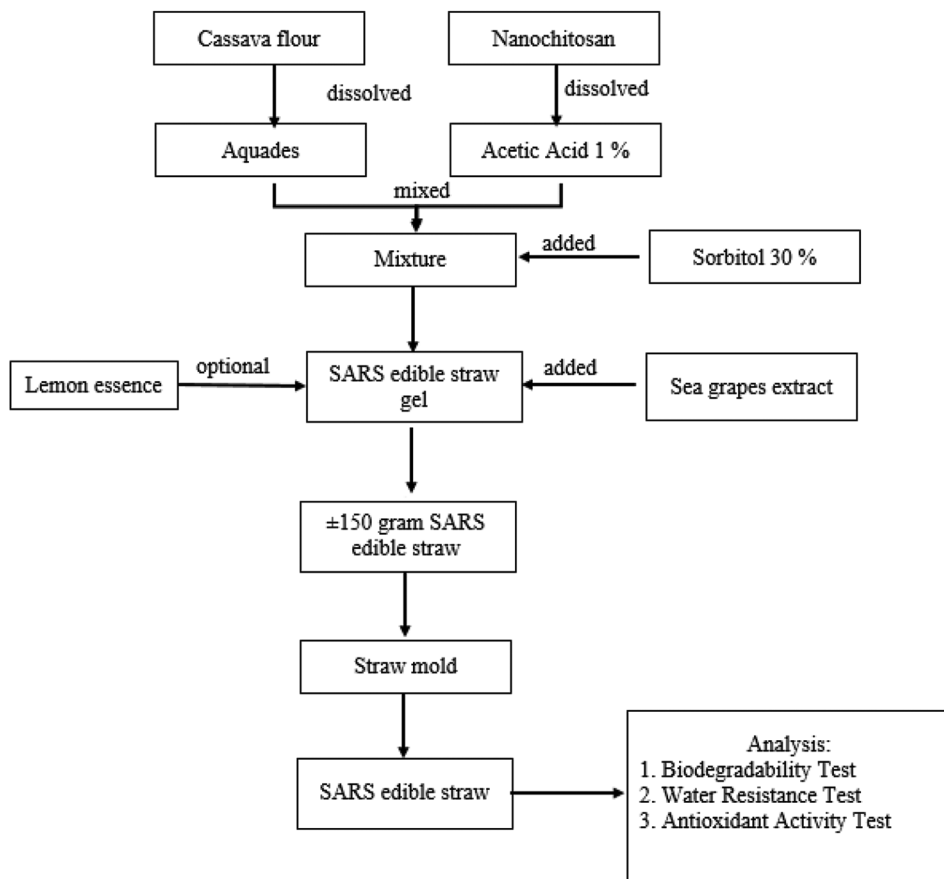 Cassava flour
Nanochitosan
dissolved
dissolved
Aquades
Acetic Acid 1 %
mixed
Mixture
added
Sorbitol 30 %
Lemon essence
optional
SARS edible straw
gel
added
Sea grapes extract
±150 gram SARS
edible straw
Straw mold
SARS edible straw
Analysis:
1. Biodegradability Test
2. Water Resistance Test
3. Antioxidant Activity Test